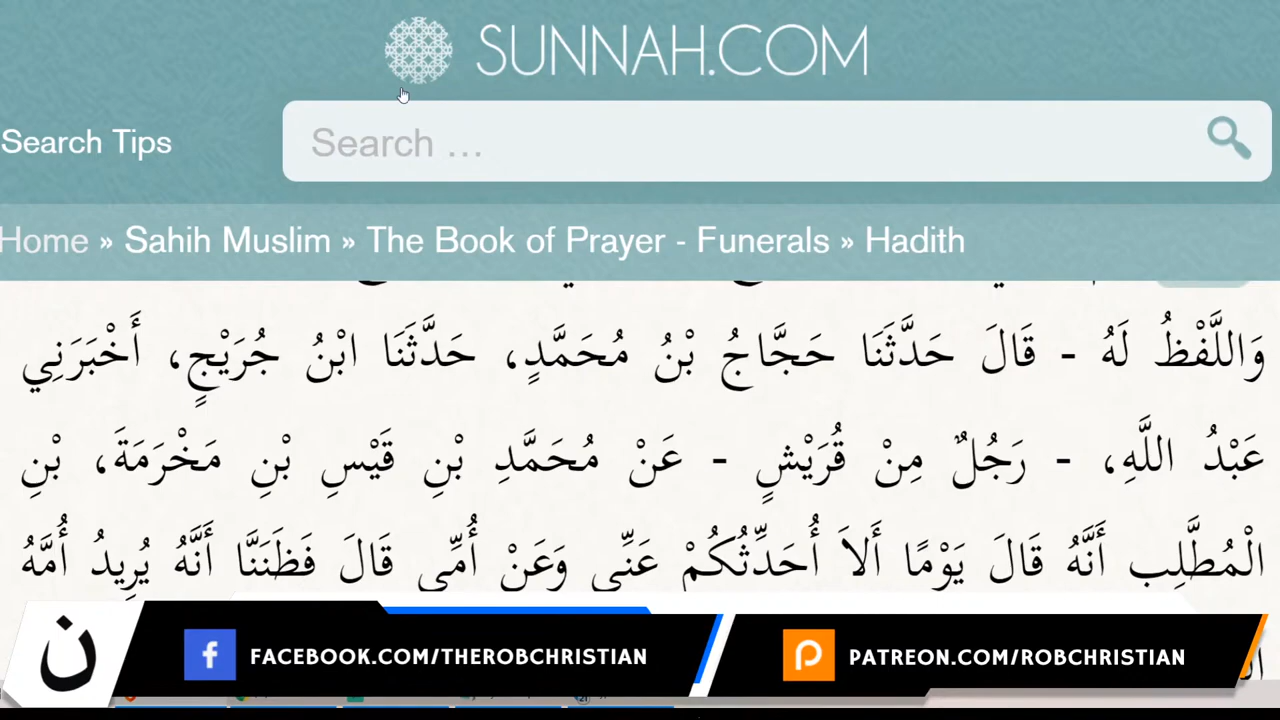 SUNNAH.COM
Search Tips
Search ...
Home » Sahih Muslim » The Book of Prayer - Funerals » Hadith
وَاللَّفْظُ لَهُ - قَالَ حَدَّثَنَا حَجَّاجُ بْنُ مُحَمَّدٍ، حَدَّثَنَا ابْنُ جُرَيْجٍ، أَخْبَرَنِي
عَبْدُ اللَّهِ، - رَجُلٌ مِنْ قُرَيْشٍ - عَنْ مُحَمَّدِ بْنِ قَيْسِ بْنِ مَخْرَمَةَ، بْنِ
الْمُطَّلِبِ أَنَّهُ قَالَ يَوْمًا أَلاَ أُحَدِّثُكُمْ عَنِّي وَعَنْ أُمِّي قَالَ فَظَنَنَّا أَنَّهُ يُرِيدُ أُمَّهُ
ن
FACEBOOK.COM/THEROBCHRISTIAN
PATREON.COM/ROBCHRISTIAN